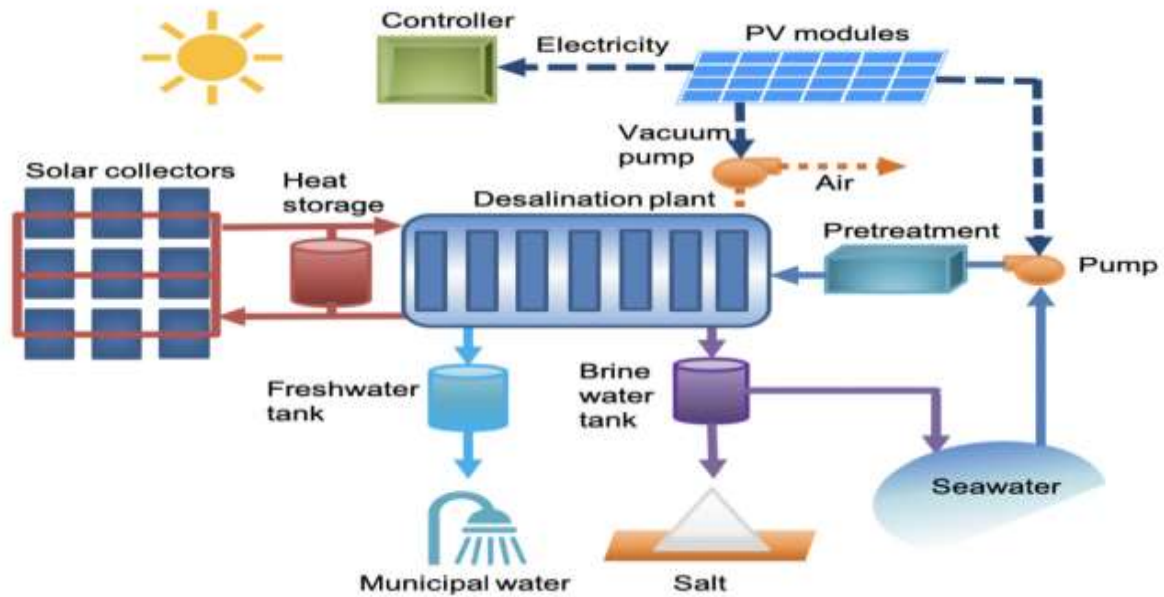 Controller
Electricity
PV modules
Vacuum
pump
Air
Solar collectors
Heat
storage
Desalination plant
Pretreatment
Pump
Freshwater
tank
Brine
water
tank
Seawater
Municipal water
Salt